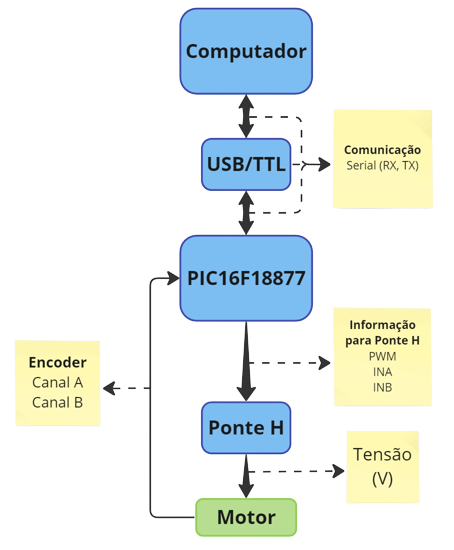 Computador
USB/TTL
Comunicação
Serial (RX, TX)
PIC16F18877
Informação
para Ponte H
PWM
INA
INB
Encoder
Canal A
Canal B
Ponte H
Tensão
(V)
Motor